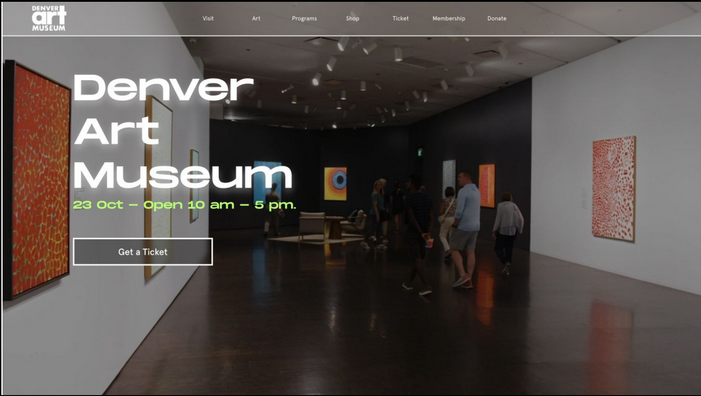 DENVER
art
MUSEUM
Visit Art Programs Shop Ticket Membership Donate
Denver
Art
Museum
23 Oct – Open 10 am – 5 pm.
Get a Ticket